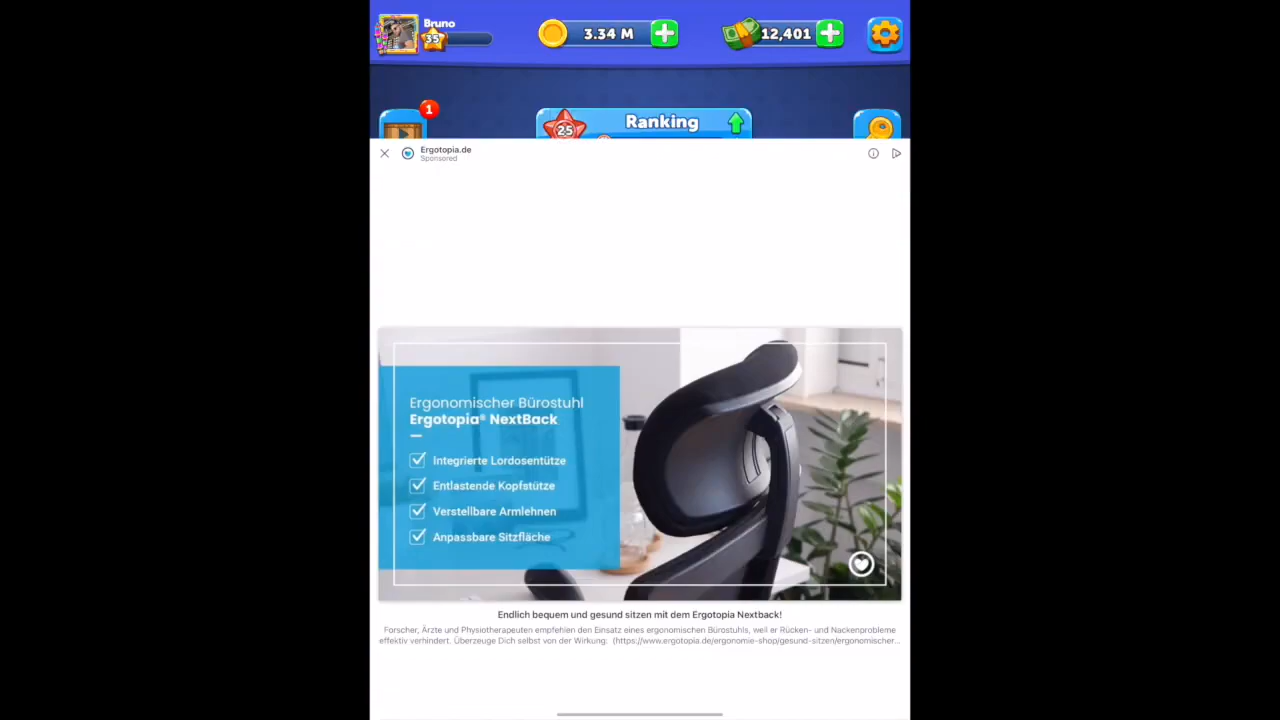 Bruno
35
3.34 M
12,401
1
25
Ranking
Ergotopia.de
Sponsored
Ergonomischer Bürostuhl
Ergotopia® NextBack
Integrierte Lordosentütze
Entlastende Kopfstütze
Verstellbare Armlehnen
Anpassbare Sitzfläche
Endlich bequem und gesund sitzen mit dem Ergotopia Nextback!
Forscher, Ärzte und Physiotherapeuten empfehlen den Einsatz eines ergonomischen Bürostuhls, weil er Rücken- und Nackenprobleme
effektiv verhindert. Überzeuge Dich selbst von der Wirkung. (https://www.ergotopia.de/ergonomie-shop/gesund-sitzen/ergonomischer...